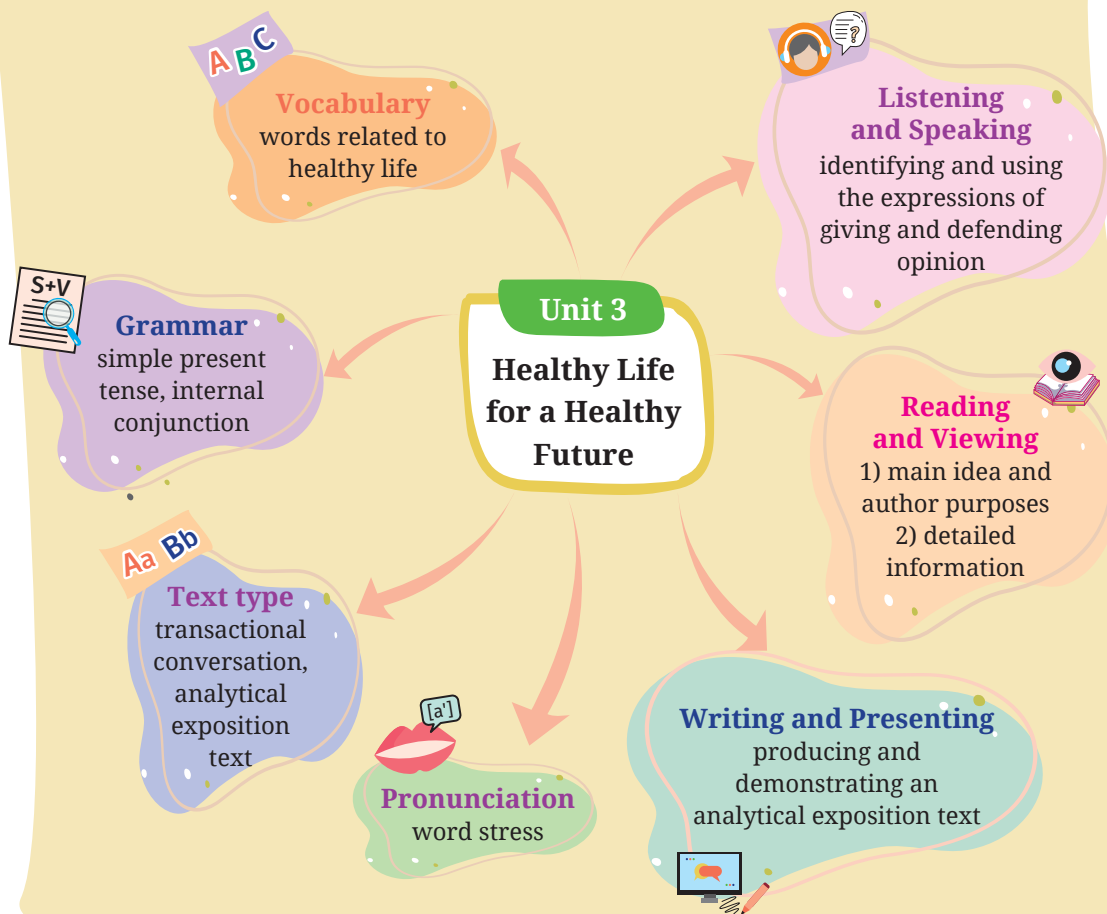 A B C
Vocabulary
words related to
healthy life
?
Listening
and Speaking
identifying and using
the expressions of
giving and defending
opinion
S+V
Grammar
simple present
tense, internal
conjunction
Unit 3
Healthy Life
for a Healthy
Future
Reading
and Viewing
1) main idea and
author purposes
2) detailed
information
Aa Bb
Text type
transactional
conversation,
analytical
exposition
text
[a']
Pronunciation
word stress
Writing and Presenting
producing and
demonstrating an
analytical exposition text